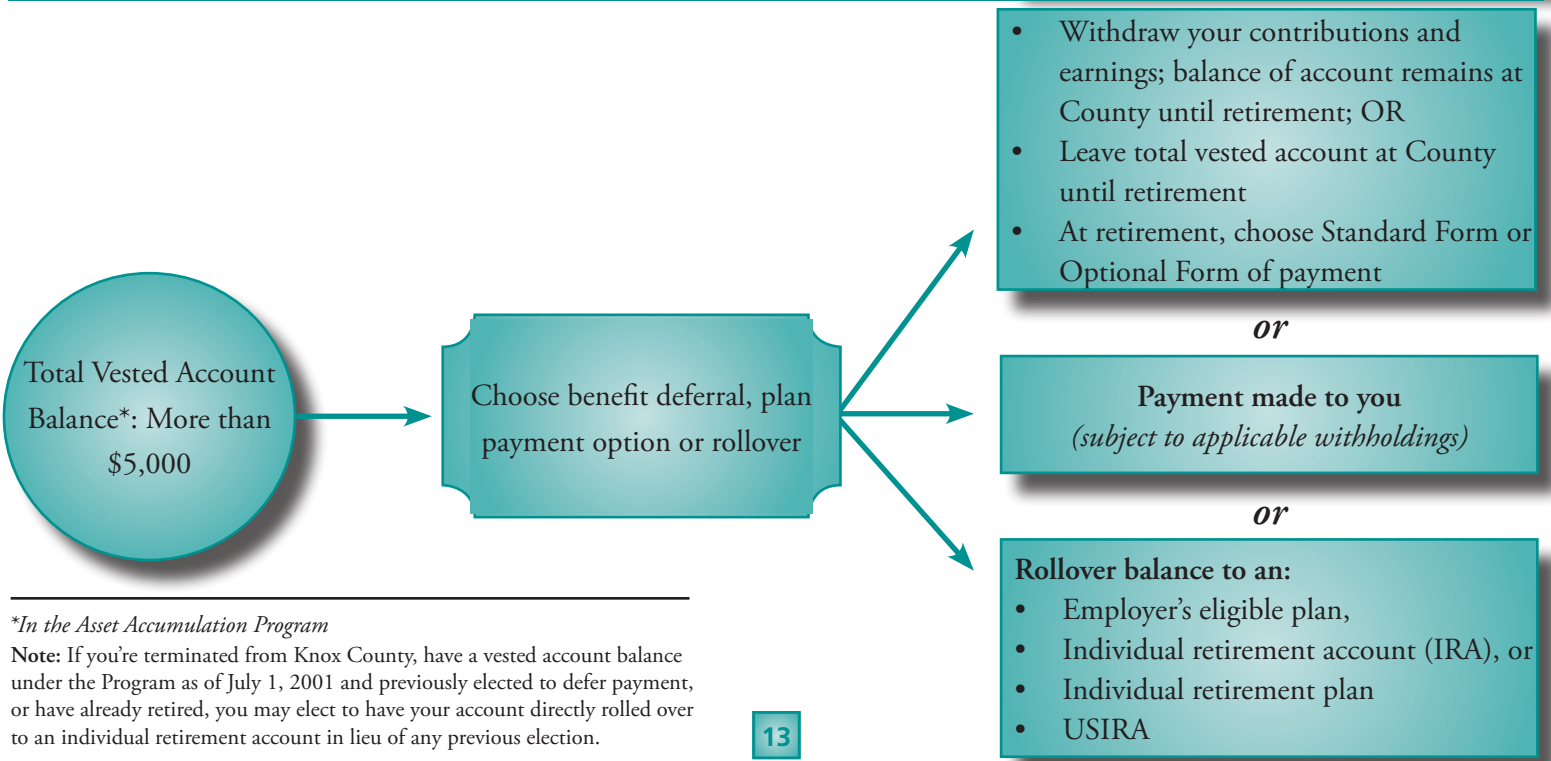 Total Vested Account
Balance*: More than
$5,000
Choose benefit deferral, plan
payment option or rollover
• Withdraw your contributions and
earnings; balance of account remains at
County until retirement; OR
• Leave total vested account at County
until retirement
• At retirement, choose Standard Form or
Optional Form of payment
or
Payment made to you
(subject to applicable withholdings)
or
Rollover balance to an:
• Employer’s eligible plan,
• Individual retirement account (IRA), or
• Individual retirement plan
• USIRA
*In the Asset Accumulation Program
Note: If you’re terminated from Knox County, have a vested account balance
under the Program as of July 1, 2001 and previously elected to defer payment,
or have already retired, you may elect to have your account directly rolled over
to an individual retirement account in lieu of any previous election.
13